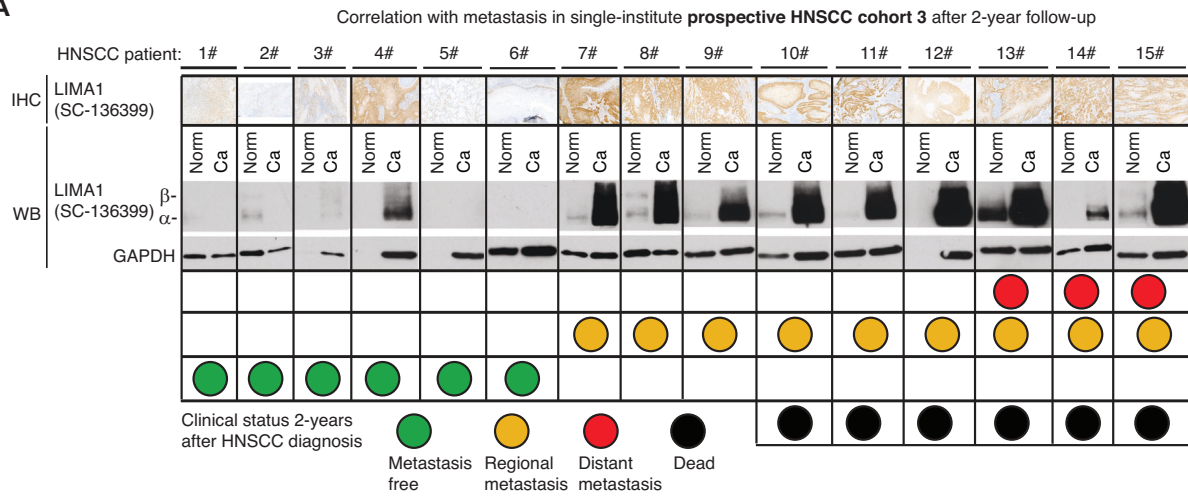 A
Correlation with metastasis in single-institute prospective HNSCC cohort 3 after 2-year follow-up
HNSCC patient: 1# 2# 3# 4# 5# 6# 7# 8# 9# 10# 11# 12# 13# 14# 15#
IHC LIMA1
(SC-136399)
Norm Ca Norm Ca Norm Ca Norm Ca Norm Ca Norm Ca Norm Ca Norm Ca Norm Ca Norm Ca Norm Ca Norm Ca Norm Ca Norm Ca Norm Ca
WB LIMA1 β-
(SC-136399) α-
GAPDH
Clinical status 2-years
after HNSCC diagnosis
Metastasis free
Regional metastasis
Distant metastasis
Dead